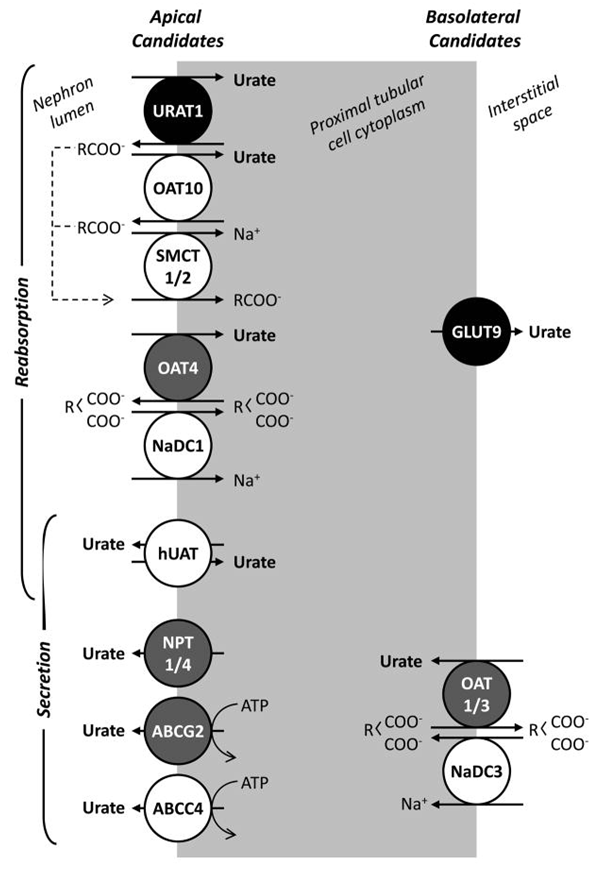 Apical
Candidates
Basolateral
Candidates
Nephron
lumen
Proximal tubular
cell cytoplasm
Interstitial
space
Reabsorption
Urate
URAT1
RCOO⁻
Urate
OAT10
RCOO⁻
Na⁺
SMCT
1/2
RCOO⁻
Urate
OAT4
R< COO⁻
COO⁻
R< COO⁻
COO⁻
NaDC1
Na⁺
GLUT9
Urate
Secretion
Urate
hUAT
Urate
Urate
NPT
1/4
Urate
ABCG2
ATP
Urate
ABCC4
ATP
Urate
OAT
1/3
R< COO⁻
COO⁻
R< COO⁻
COO⁻
NaDC3
Na⁺